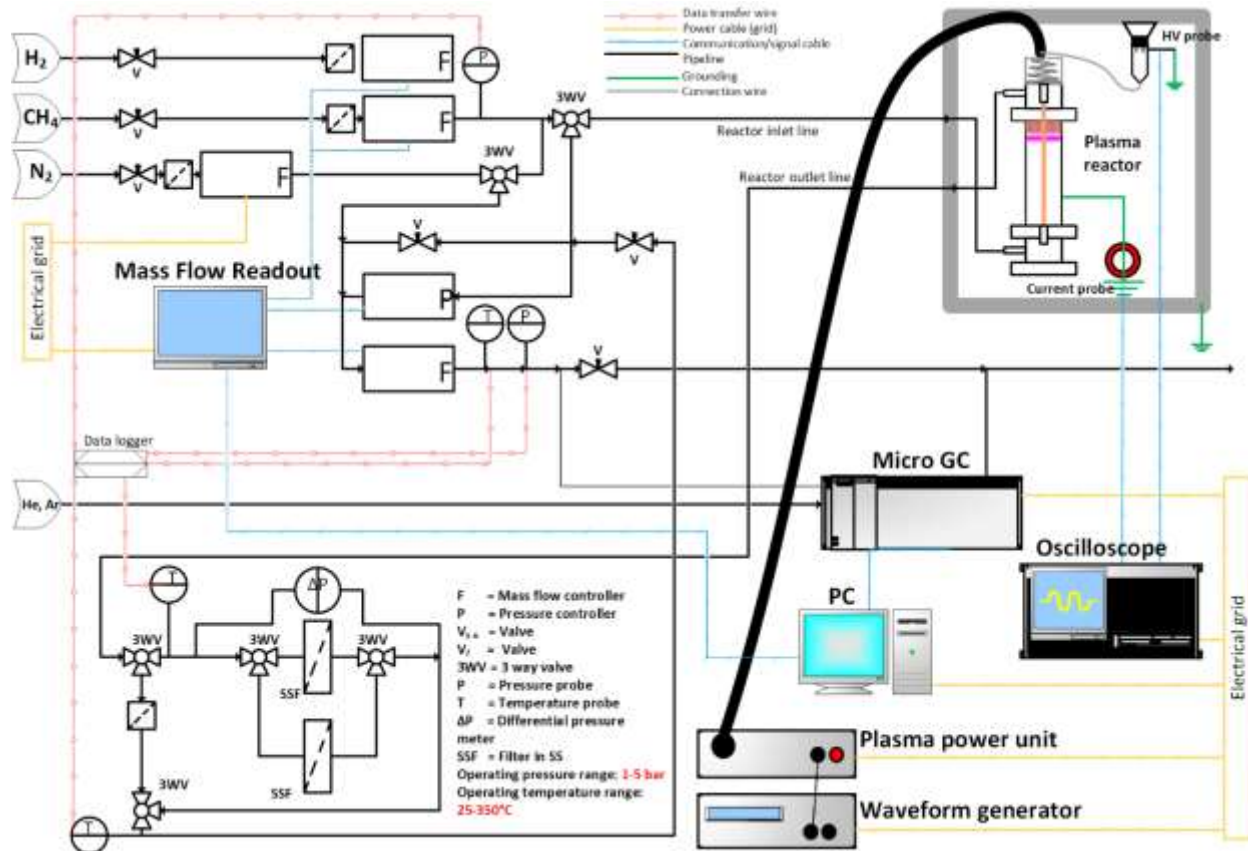 Data transfer wire
Power cable (grid)
Communication/signal cable
Pipeline
Grounding
Connection wire
HV probe
H₂
V
F
P
CH₄
V
F
3WV
Reactor inlet line
Plasma
reactor
N₂
V
F
3WV
Reactor outlet line
V
V
Electrical grid
Mass Flow Readout
P
T
P
Current probe
F
V
Data logger
Micro GC
He, Ar
Oscilloscope
PC
T
ΔP
3WV
3WV
3WV
SSF
SSF
3WV
T
F = Mass flow controller
P = Pressure controller
= Valve
= Valve
3WV = 3 way valve
P = Pressure probe
T = Temperature probe
ΔP = Differential pressure
meter
SSF = Filter in SS
Operating pressure range: 1-5 bar
Operating temperature range:
25-350°C
Plasma power unit
Waveform generator
Electrical grid